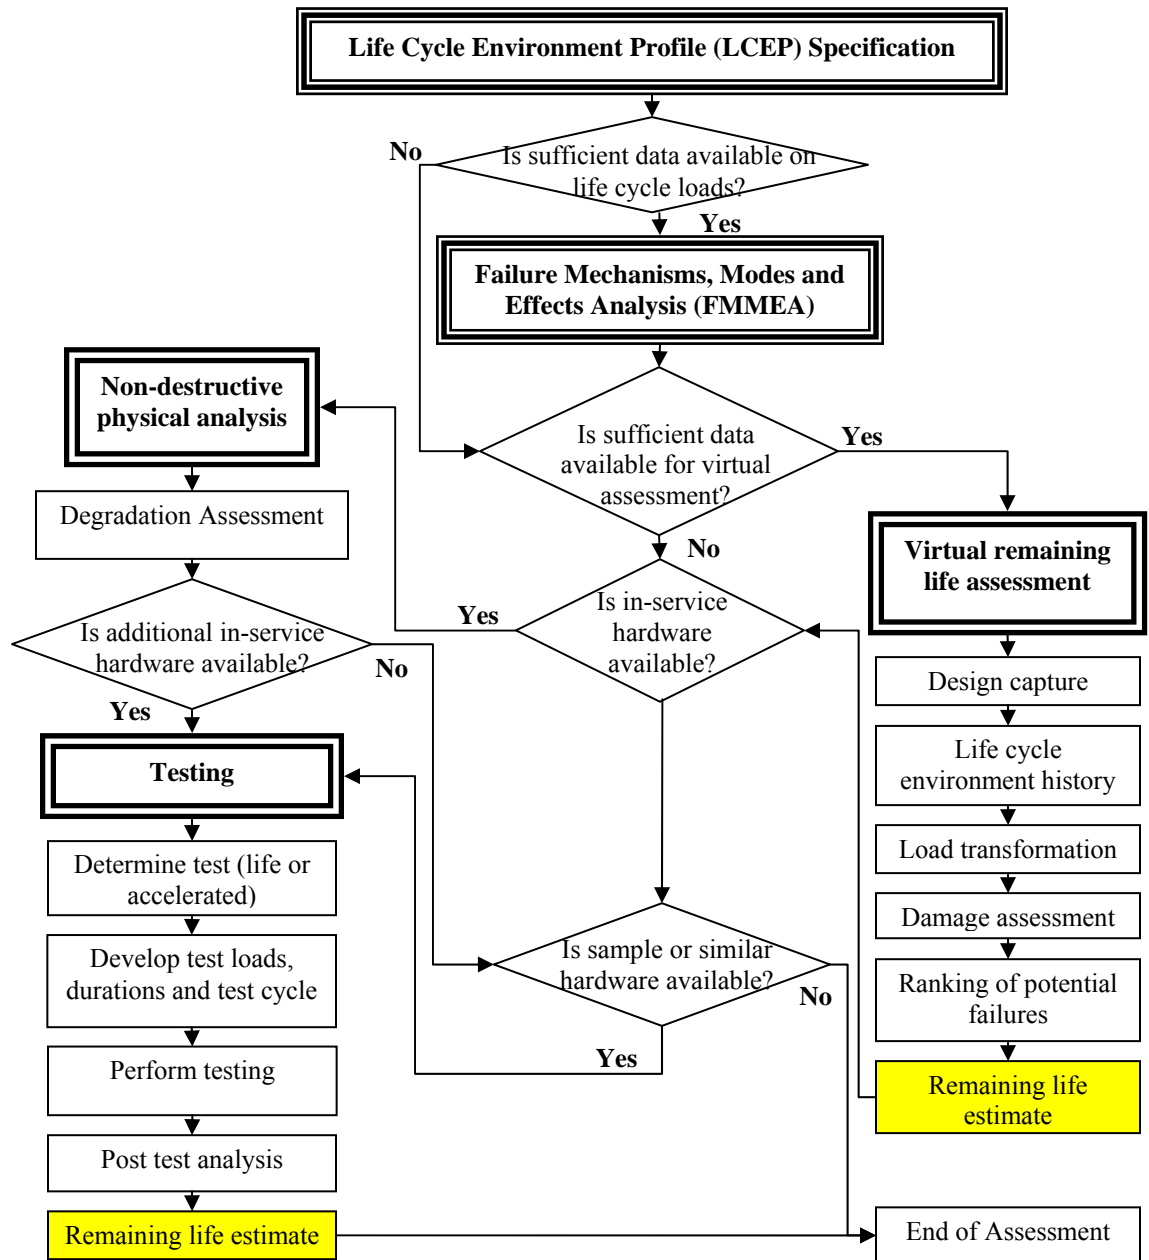 Life Cycle Environment Profile (LCEP) Specification
No
Is sufficient data available on
life cycle loads?
Yes
Failure Mechanisms, Modes and
Effects Analysis (FMMEA)
Non-destructive
physical analysis
Is sufficient data
available for virtual
assessment?
Yes
No
Degradation Assessment
Virtual remaining
life assessment
Is in-service
hardware
available?
Yes
Is additional in-service
hardware available?
No
Yes
Design capture
Testing
Life cycle
environment history
Load transformation
Determine test (life or
accelerated)
Damage assessment
Develop test loads,
durations and test cycle
Is sample or similar
hardware available?
No
Yes
Ranking of potential
failures
Perform testing
Remaining life
estimate
Post test analysis
Remaining life estimate
End of Assessment